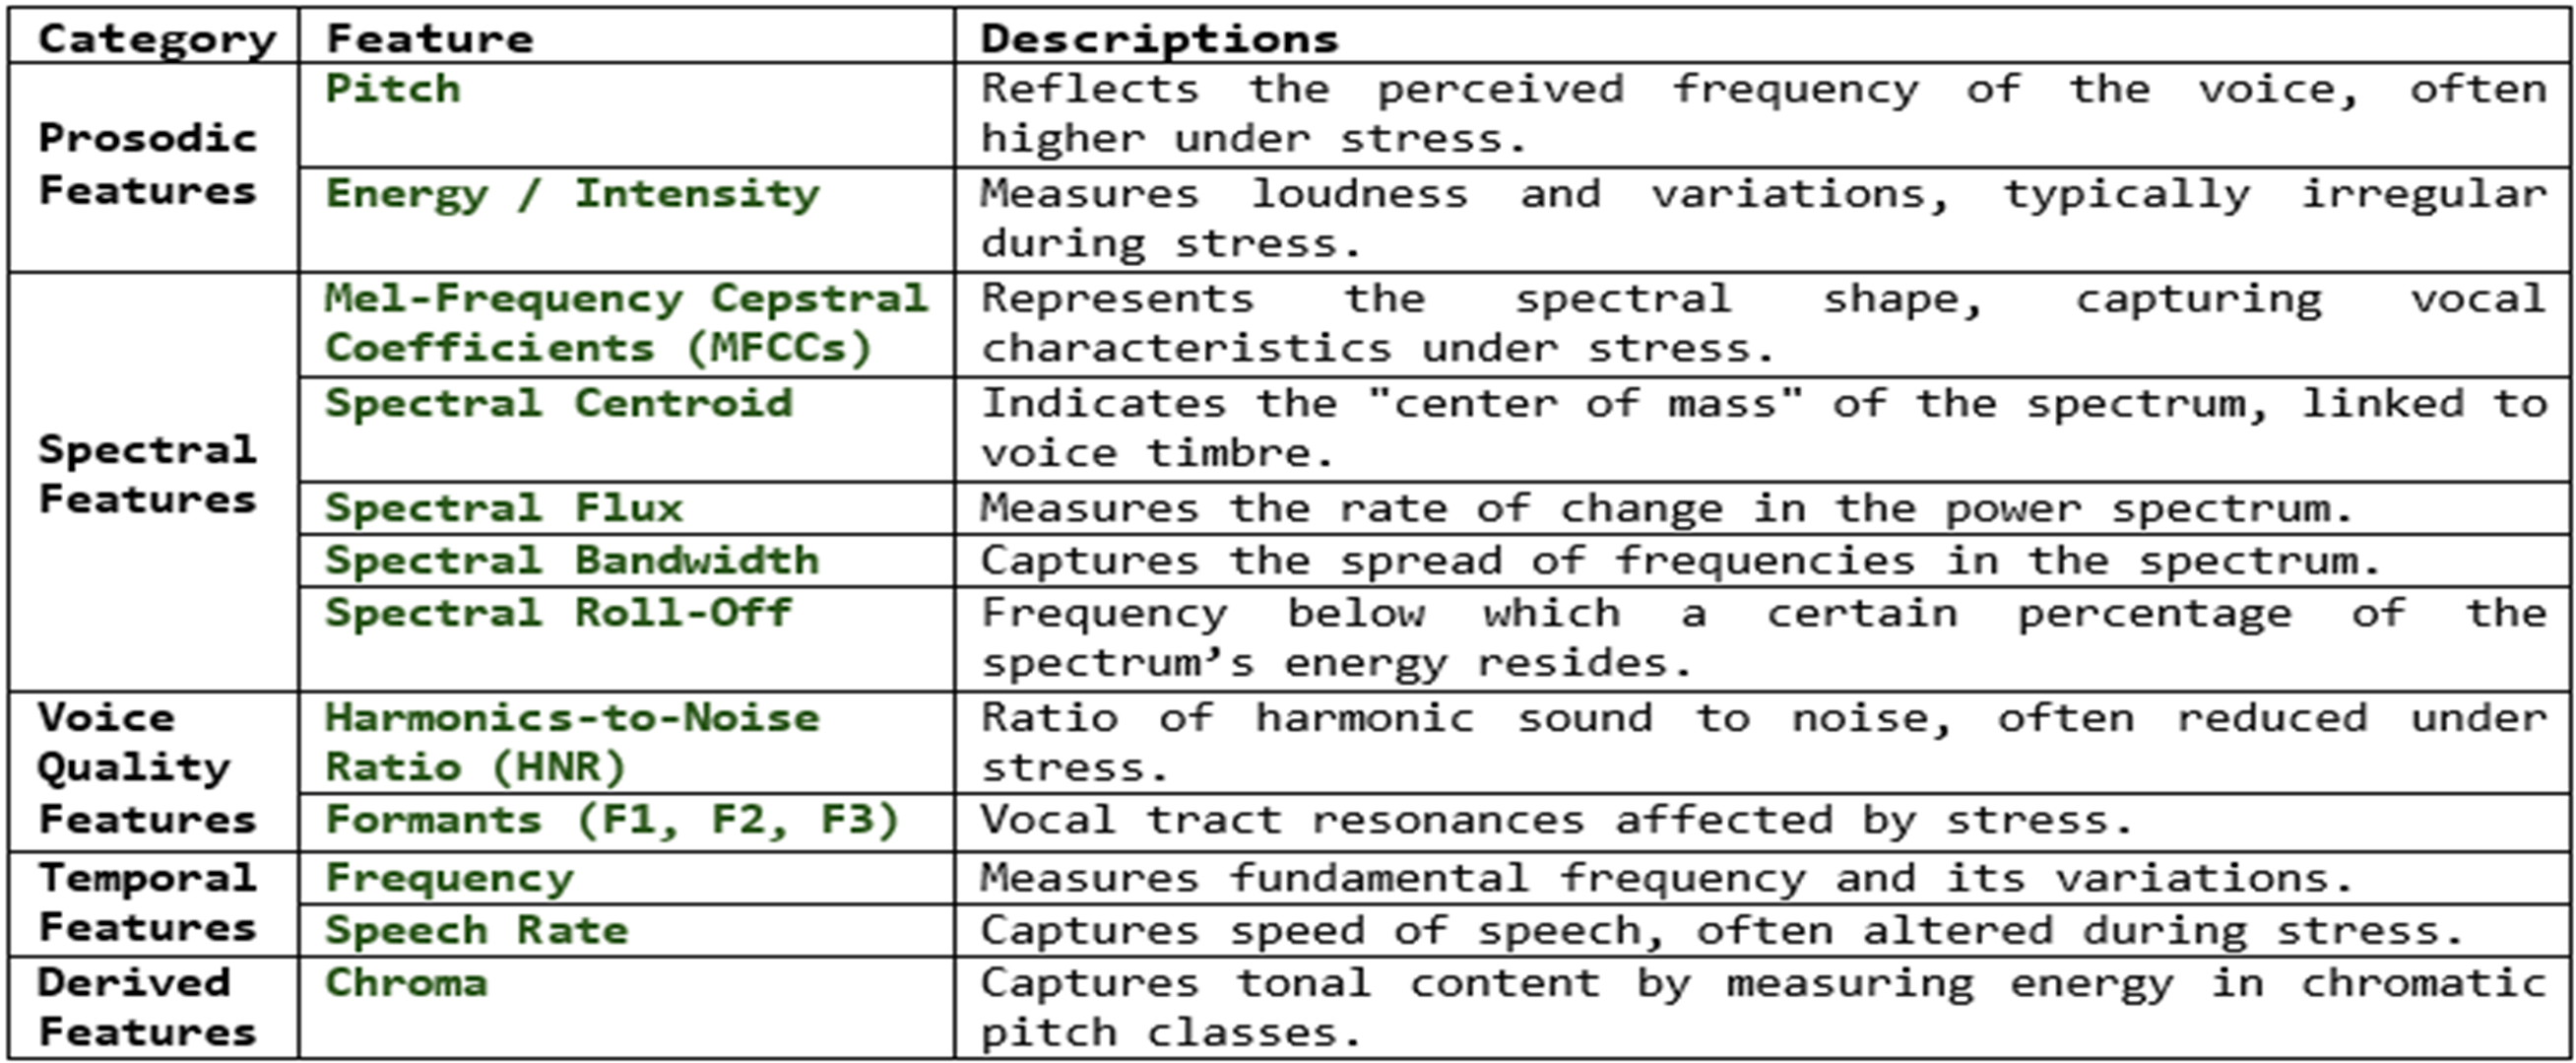 Category Feature Descriptions
Prosodic
Features
Pitch
Reflects the perceived frequency of the voice, often
higher under stress.
Energy / Intensity
Measures loudness and variations, typically irregular
during stress.
Spectral
Features
Mel-Frequency Cepstral
Coefficients (MFCCs)
Represents the spectral shape, capturing vocal
characteristics under stress.
Spectral Centroid
Indicates the "center of mass" of the spectrum, linked to
voice timbre.
Spectral Flux
Measures the rate of change in the power spectrum.
Spectral Bandwidth
Captures the spread of frequencies in the spectrum.
Spectral Roll-Off
Frequency below which a certain percentage of the
spectrum’s energy resides.
Voice
Quality
Features
Harmonics-to-Noise
Ratio (HNR)
Ratio of harmonic sound to noise, often reduced under
stress.
Formants (F1, F2, F3)
Vocal tract resonances affected by stress.
Temporal
Features
Frequency
Measures fundamental frequency and its variations.
Speech Rate
Captures speed of speech, often altered during stress.
Derived
Features
Chroma
Captures tonal content by measuring energy in chromatic
pitch classes.